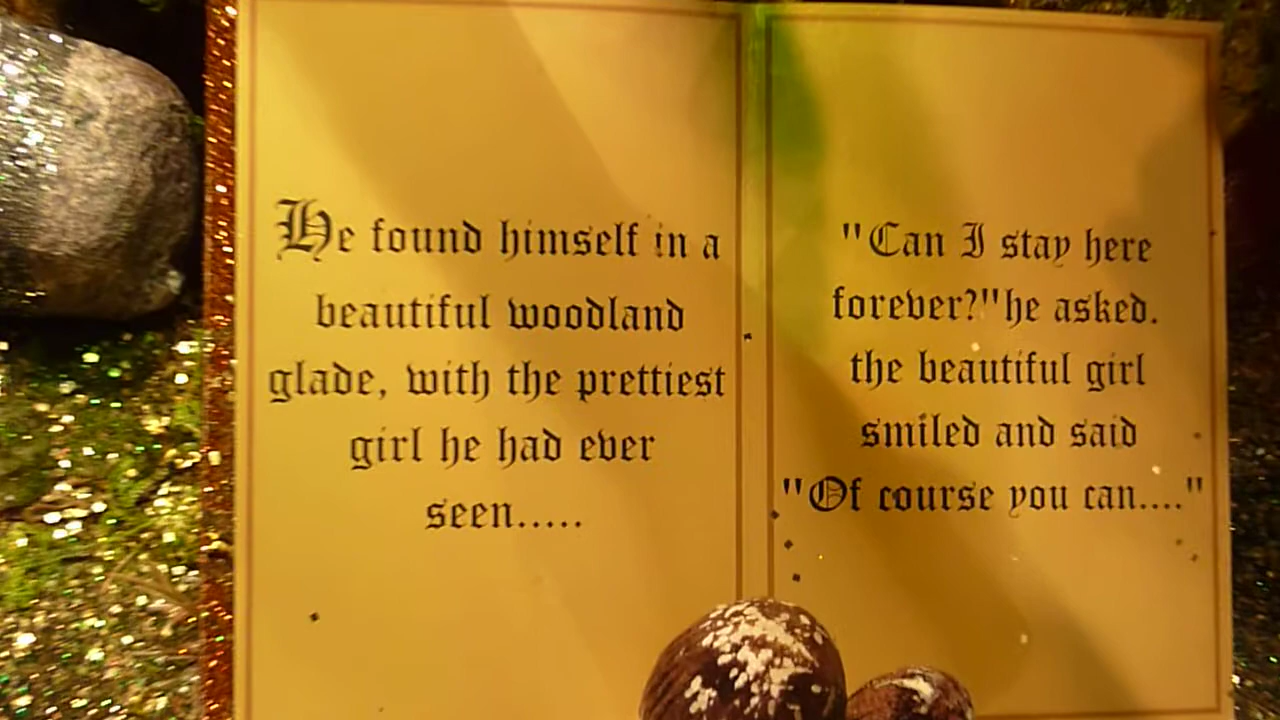 He found himself in a
beautiful woodland
glade, with the prettiest
girl he had ever
seen.....
"Can I stay here
forever?"he asked.
the beautiful girl
smiled and said
"Of course you can...."